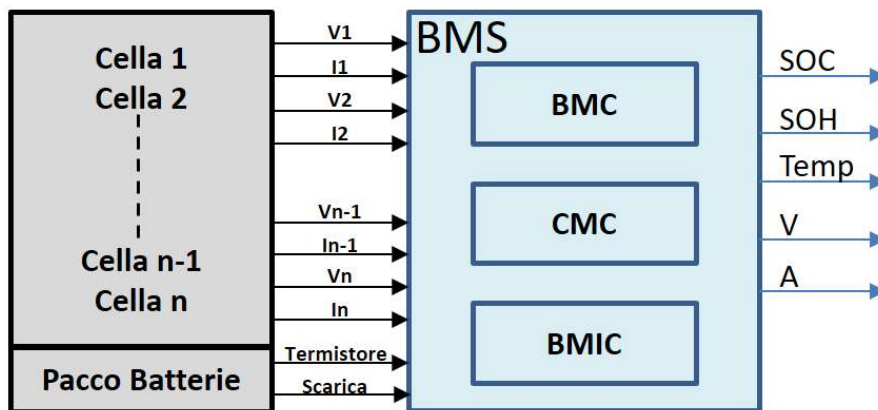 Cella 1
Cella 2
Cella n-1
Cella n
Pacco Batterie
V1
I1
V2
I2
Vn-1
In-1
Vn
In
Termistore
Scarica
BMS
BMC
CMC
BMIC
SOC
SOH
Temp
V
A